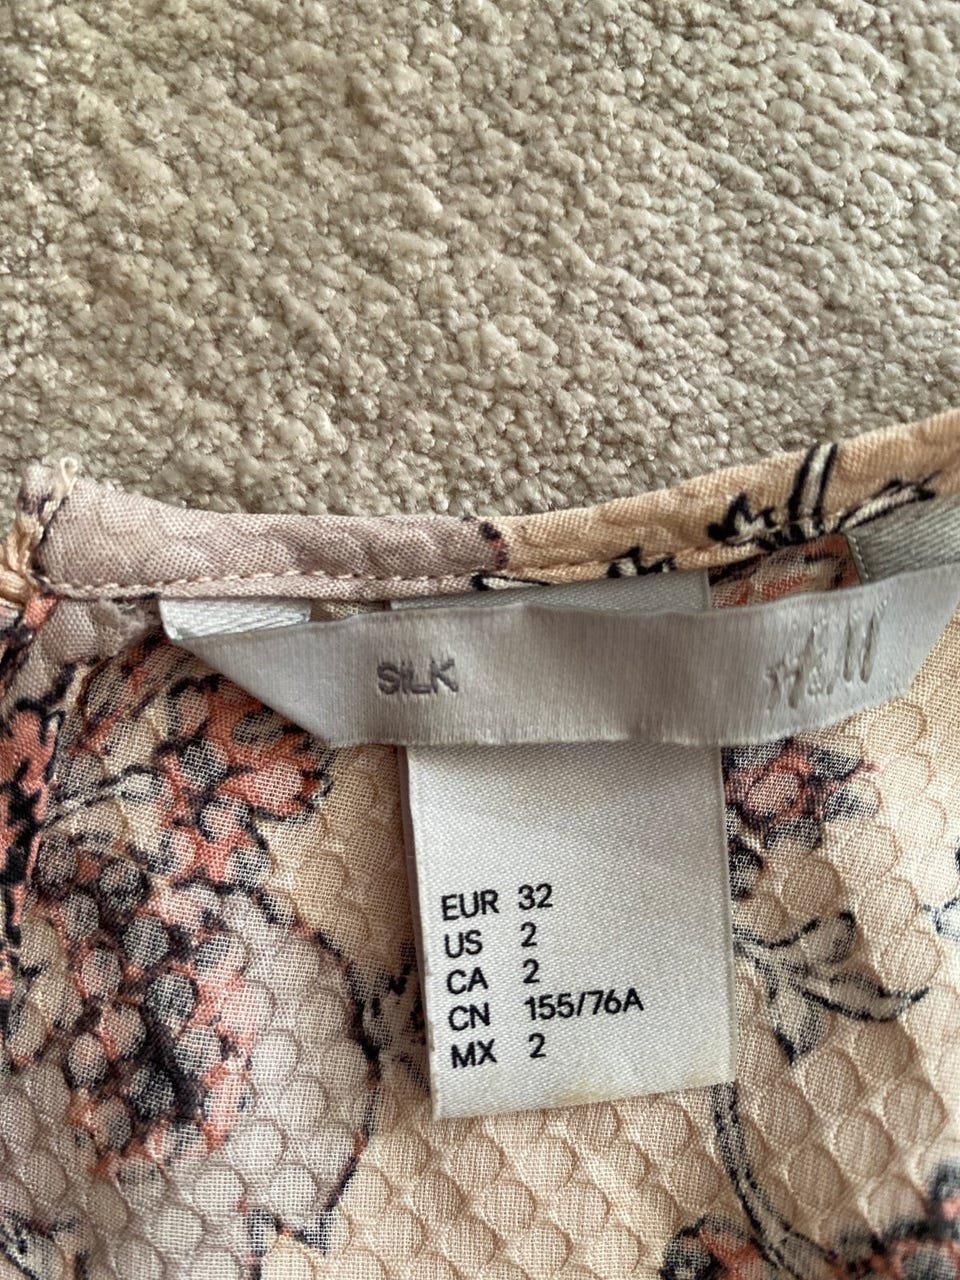 SILK H&M
EUR 32
US 2
CA 2
CN 155/76A
MX 2